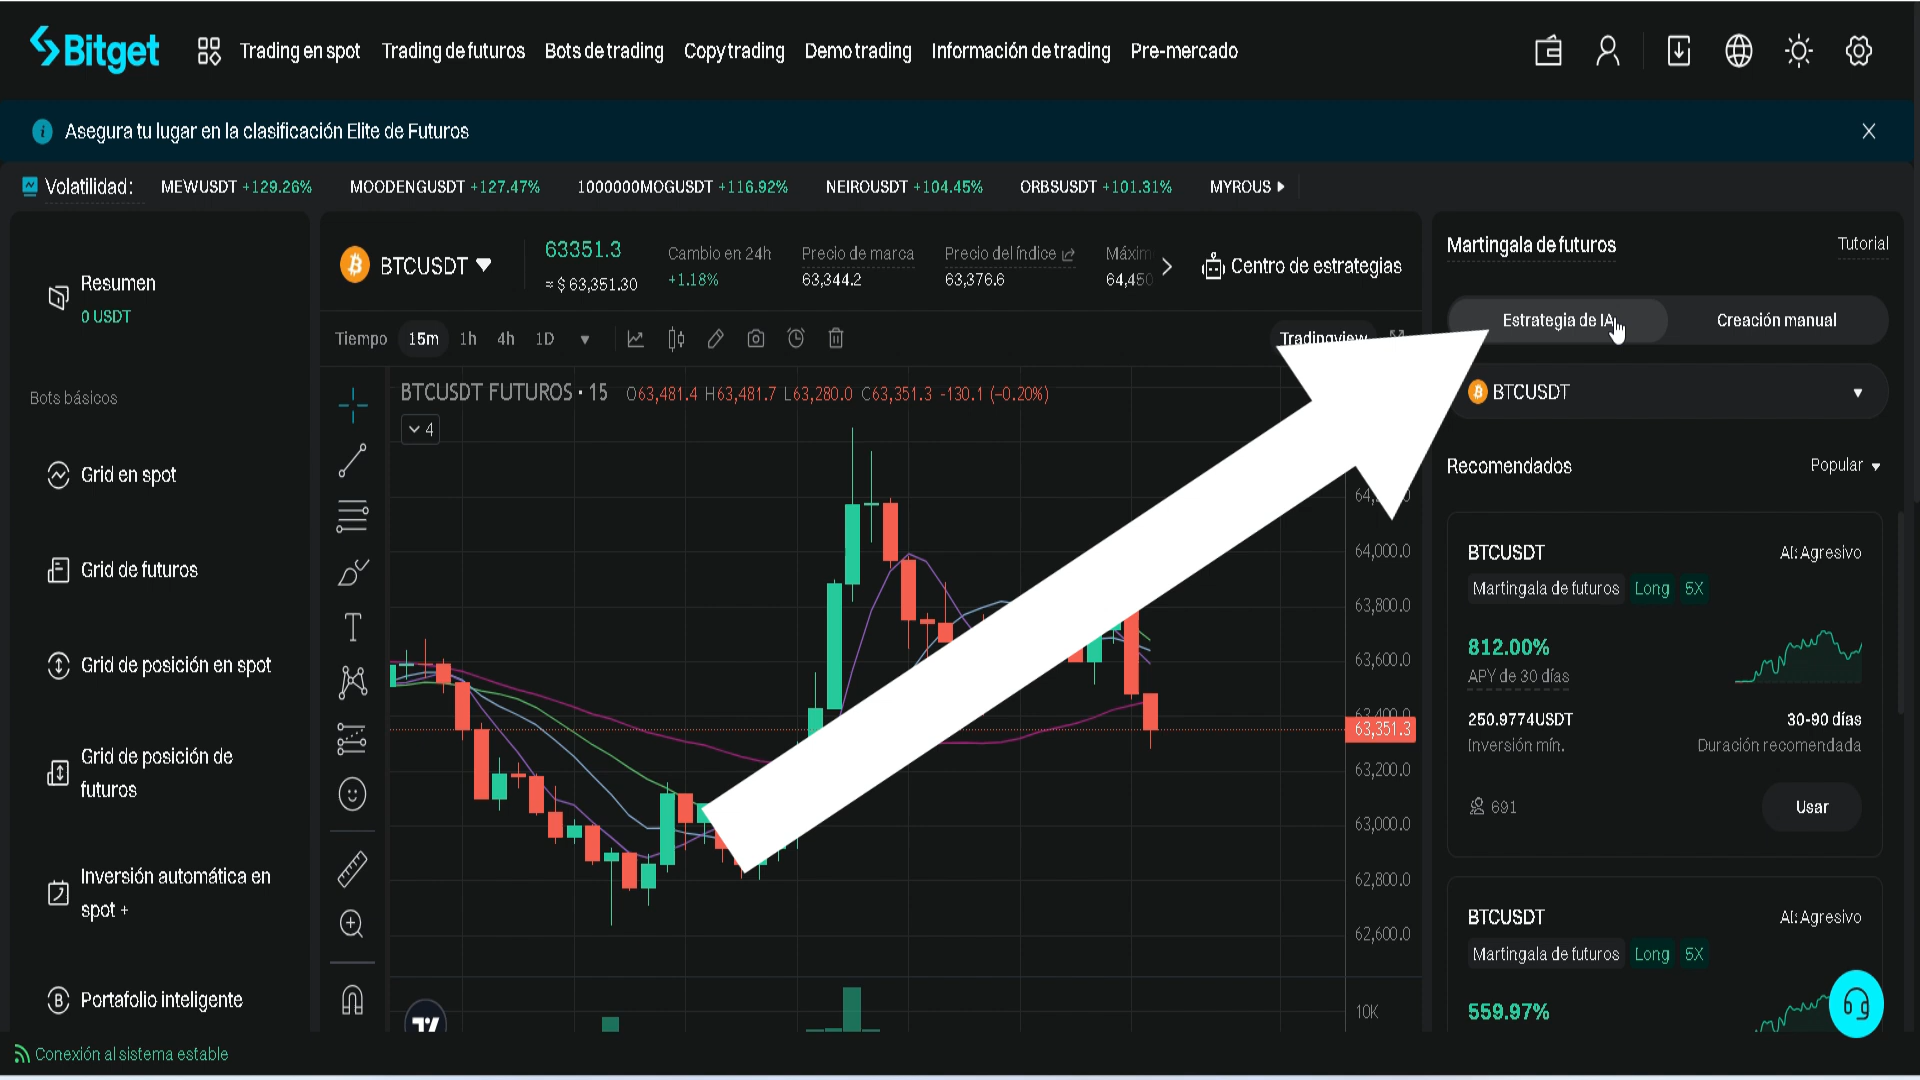 Bitget
Trading en spot
Trading de futuros
Bots de trading
Copy trading
Demo trading
Información de trading
Pre-mercado
Asegura tu lugar en la clasificación Elite de Futuros
Volatilidad:
MEWUSDT +129.26%
MOODENGUSDT +127.47%
1000000MOGUSDT +116.92%
NEIROUSDT +104.45%
ORBSUSDT +101.31%
MYROUS
Resumen
0 USDT
Bots básicos
Grid en spot
Grid de futuros
Grid de posición en spot
Grid de posición de
futuros
Inversión automática en
spot +
Portafolio inteligente
Conexión al sistema estable
BTCUSDT
63351.3
≈ $ 63,351.30
Cambio en 24h
+1.18%
Precio de marca
63,344.2
Precio del índice
63,376.6
Máxim
64,450
Centro de estrategias
Tiempo
15m
1h
4h
1D
Tradingview
BTCUSDT FUTUROS · 15
O63,481.4 H63,481.7 L63,280.0 C63,351.3 -130.1 (−0.20%)
4
64,000.0
63,800.0
63,600.0
63,400.0
63,351.3
63,200.0
63,000.0
62,800.0
62,600.0
10K
Martingala de futuros
Tutorial
Estrategia de IA
Creación manual
BTCUSDT
Recomendados
Popular
BTCUSDT
AI: Agresivo
Martingala de futuros
Long
5X
812.00%
APY de 30 días
250.9774USDT
Inversión mín.
30-90 días
Duración recomendada
691
Usar
BTCUSDT
AI: Agresivo
Martingala de futuros
Long
5X
559.97%